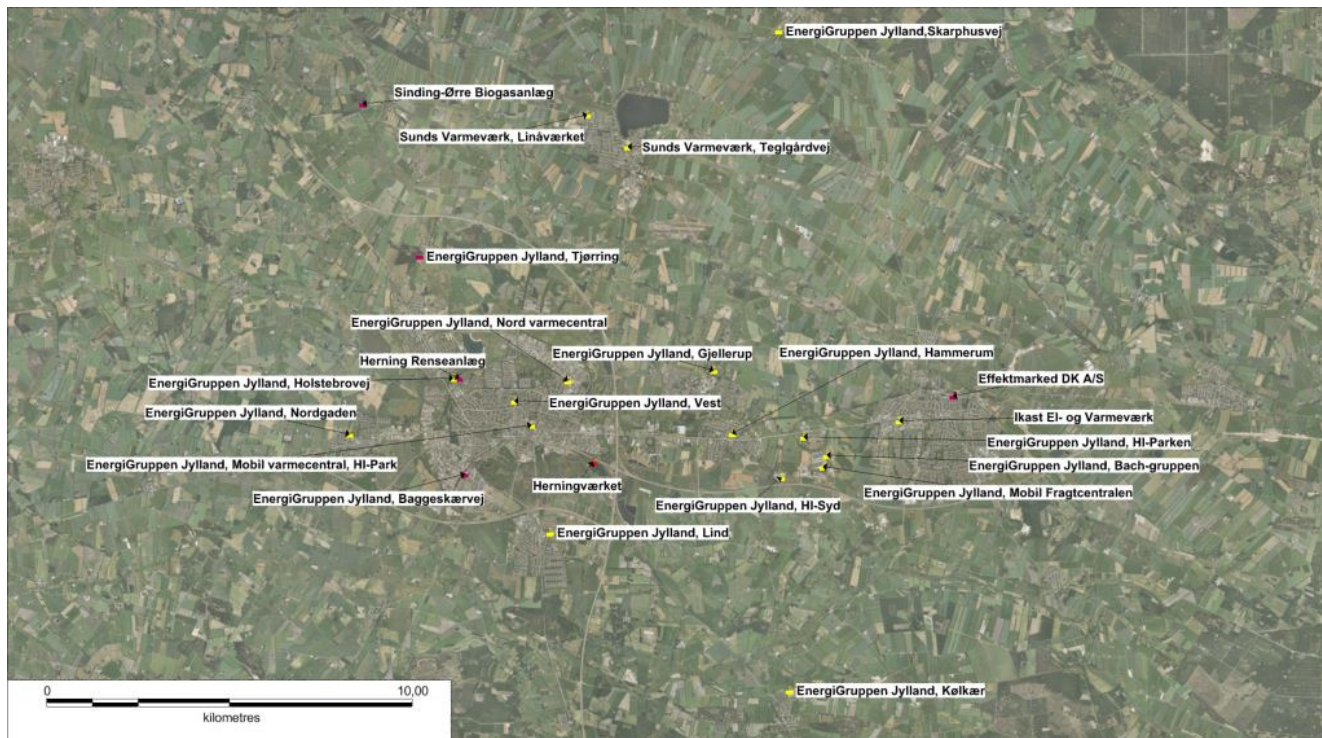 EnergiGruppen Jylland,Skarphusvej
Sinding-Ørre Biogasanlæg
Sunds Varmeværk, Linåværket
Sunds Varmeværk, Teglgårdvej
EnergiGruppen Jylland, Tjørring
EnergiGruppen Jylland, Nord varmecentral
EnergiGruppen Jylland, Gjellerup
EnergiGruppen Jylland, Hammerum
Herning Renseanlæg
EnergiGruppen Jylland, Holstebrovej
Effektmarked DK A/S
EnergiGruppen Jylland, Vest
EnergiGruppen Jylland, Nordgaden
Ikast El- og Varmeværk
EnergiGruppen Jylland, HI-Parken
EnergiGruppen Jylland, Mobil varmecentral, HI-Park
EnergiGruppen Jylland, Bach-gruppen
Herningværket
EnergiGruppen Jylland, Mobil Fragtcentralen
EnergiGruppen Jylland, Baggeskærvej
EnergiGruppen Jylland, HI-Syd
EnergiGruppen Jylland, Lind
EnergiGruppen Jylland, Kølkær
0 10,00
kilometres